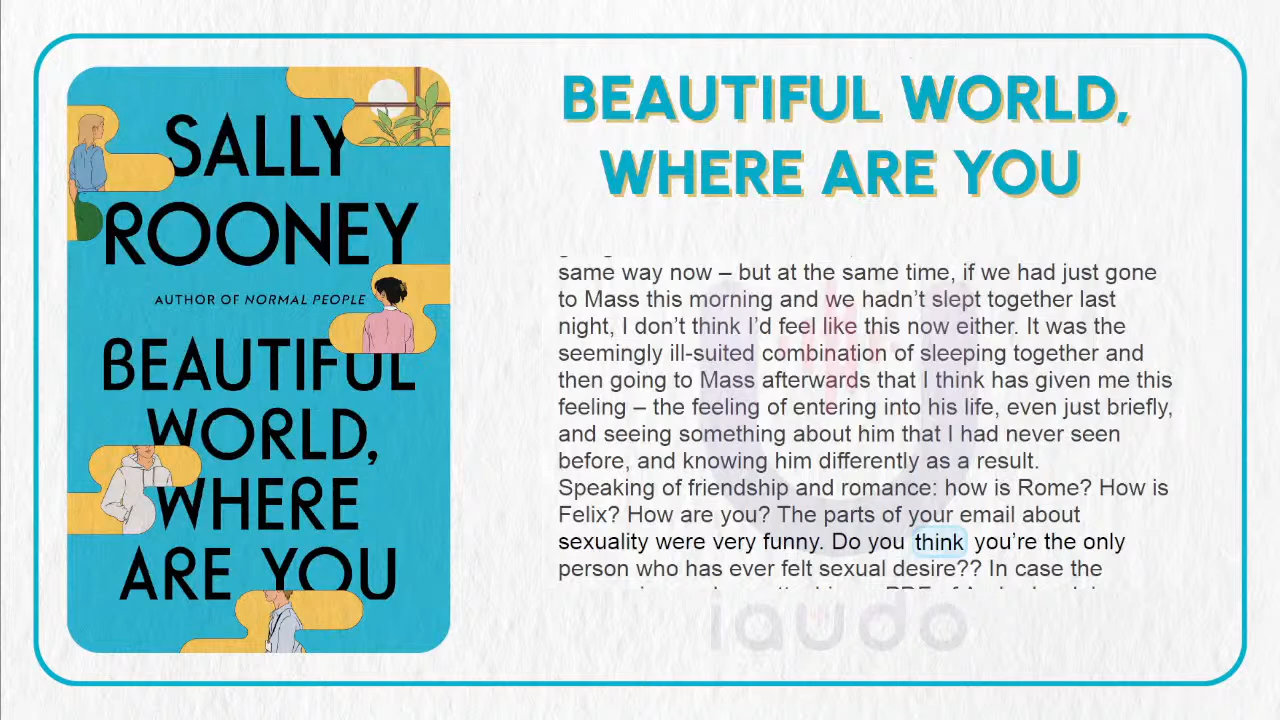 SALLY
ROONEY
AUTHOR OF NORMAL PEOPLE
BEAUTIFUL
WORLD,
WHERE
ARE YOU
BEAUTIFUL WORLD,
WHERE ARE YOU
same way now – but at the same time, if we had just gone
to Mass this morning and we hadn’t slept together last
night, I don’t think I’d feel like this now either. It was the
seemingly ill-suited combination of sleeping together and
then going to Mass afterwards that I think has given me this
feeling – the feeling of entering into his life, even just briefly,
and seeing something about him that I had never seen
before, and knowing him differently as a result.
Speaking of friendship and romance: how is Rome? How is
Felix? How are you? The parts of your email about
sexuality were very funny. Do you think you’re the only
person who has ever felt sexual desire?? In case the
iaudo